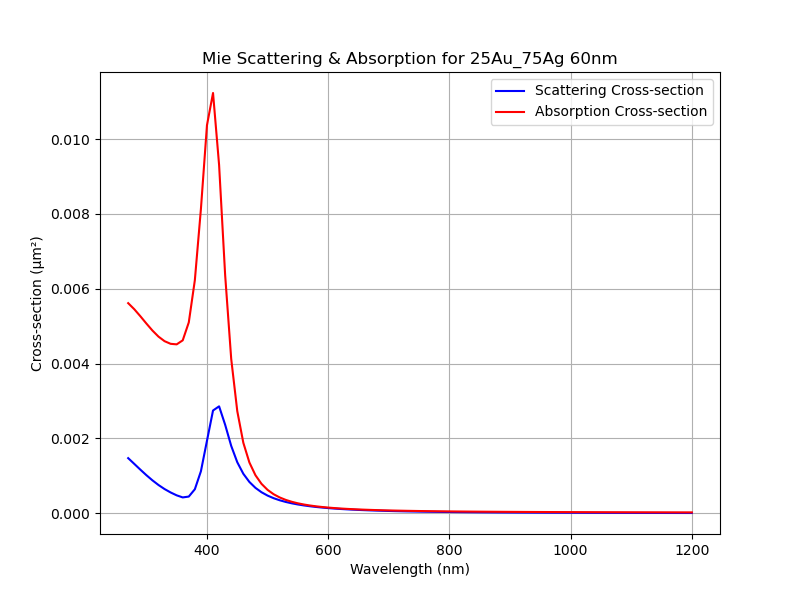 Mie Scattering & Absorption for 25Au_75Ag 60nm
Scattering Cross-section
Absorption Cross-section
Cross-section (μm²)
0.010
0.008
0.006
0.004
0.002
0.000
400 600 800 1000 1200
Wavelength (nm)